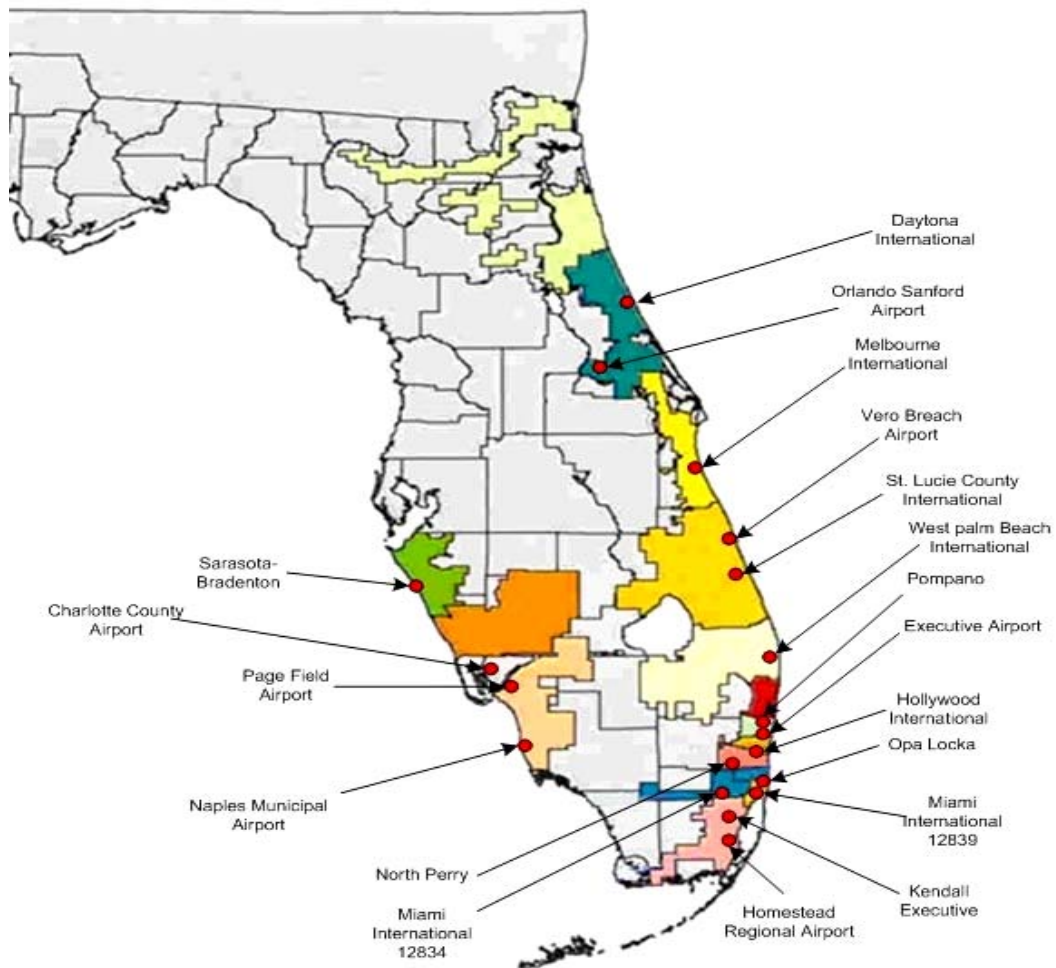 Daytona
International
Orlando Sanford
Airport
Melbourne
International
Vero Breach
Airport
St. Lucie County
International
West palm Beach
International
Pompano
Executive Airport
Hollywood
International
Opa Locka
Miami
International
12839
Kendall
Executive
Homestead
Regional Airport
Miami
International
12834
North Perry
Naples Municipal
Airport
Page Field
Airport
Charlotte County
Airport
Sarasota-
Bradenton